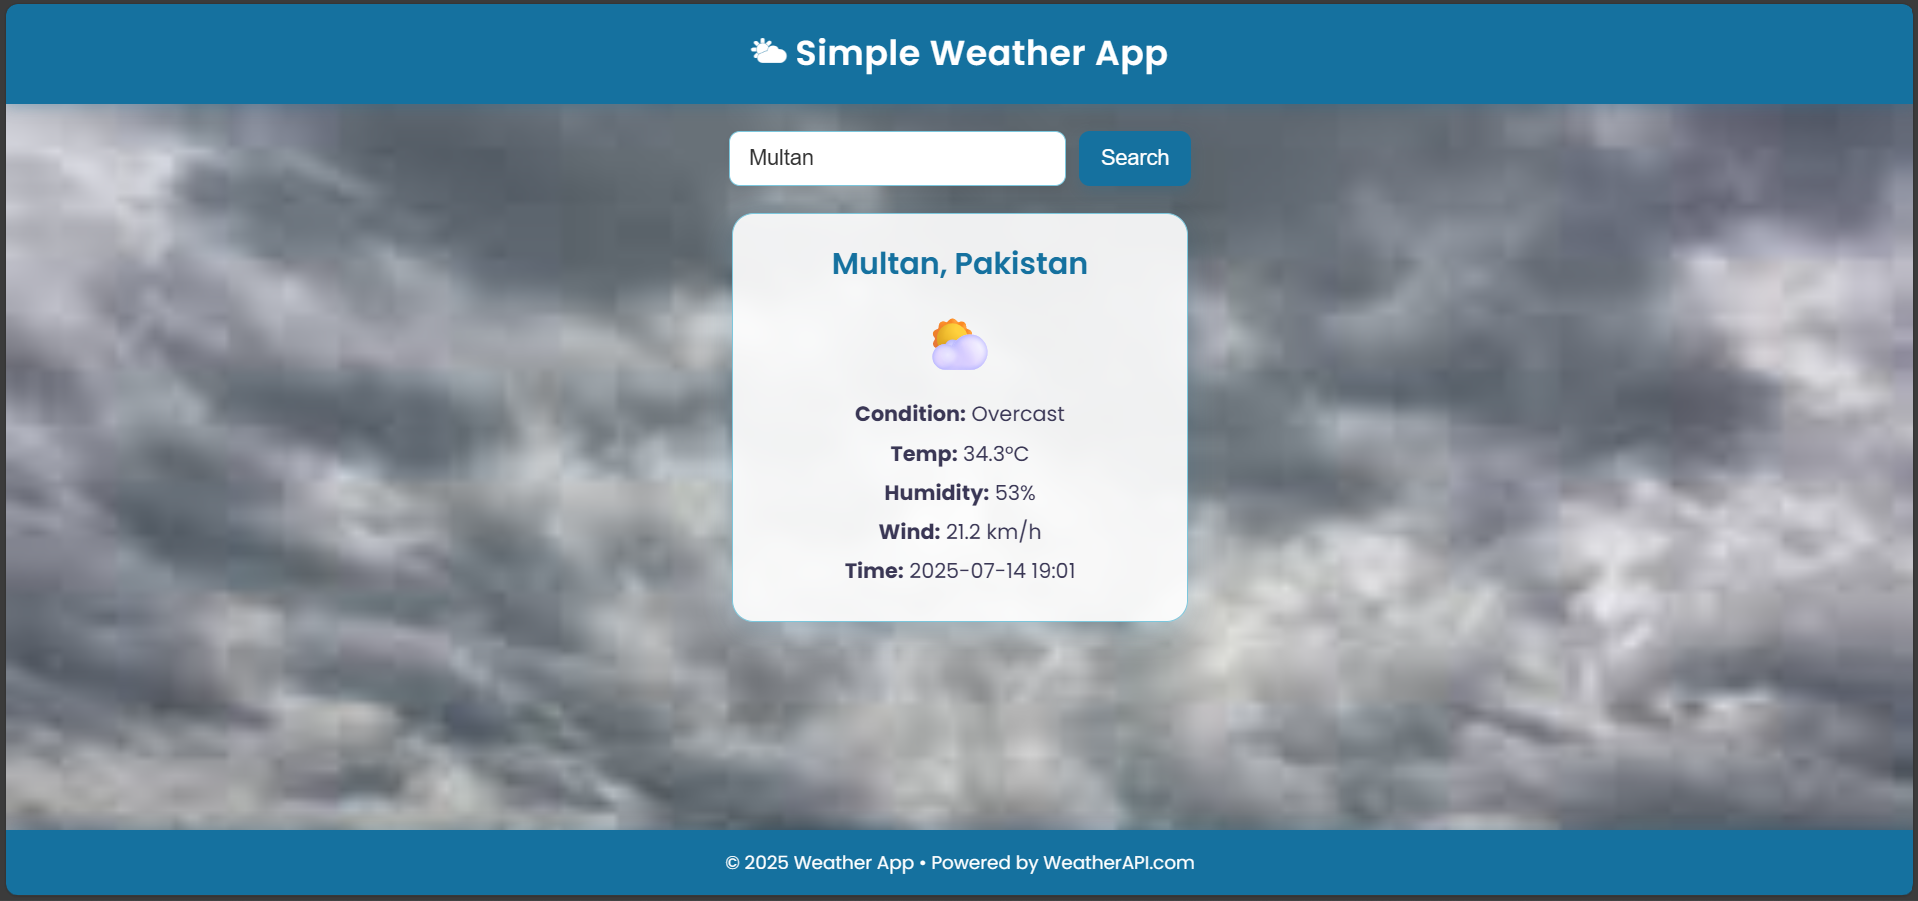 Simple Weather App
Multan
Search
Multan, Pakistan
Condition: Overcast
Temp: 34.3°C
Humidity: 53%
Wind: 21.2 km/h
Time: 2025-07-14 19:01
© 2025 Weather App • Powered by WeatherAPI.com